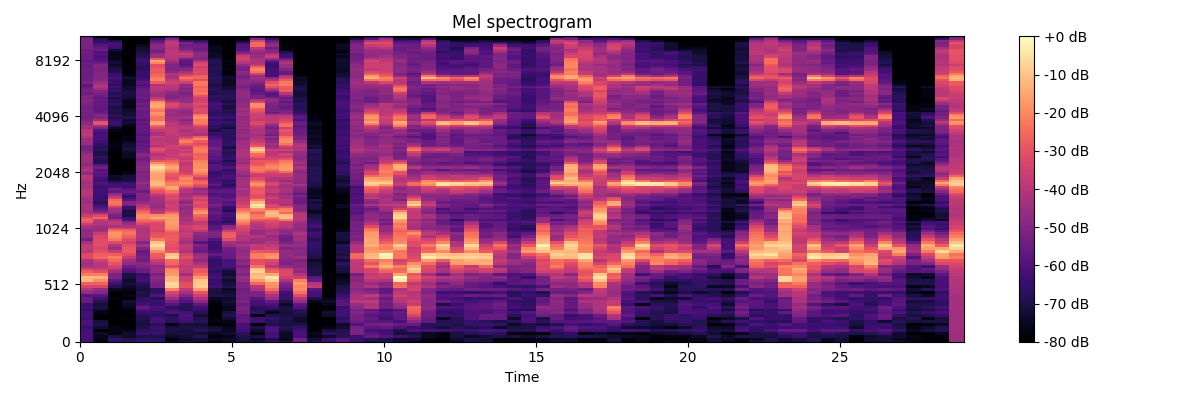 Mel spectrogram
Hz
8192
4096
2048
1024
512
0
0 5 10 15 20 25
Time
+0 dB
-10 dB
-20 dB
-30 dB
-40 dB
-50 dB
-60 dB
-70 dB
-80 dB